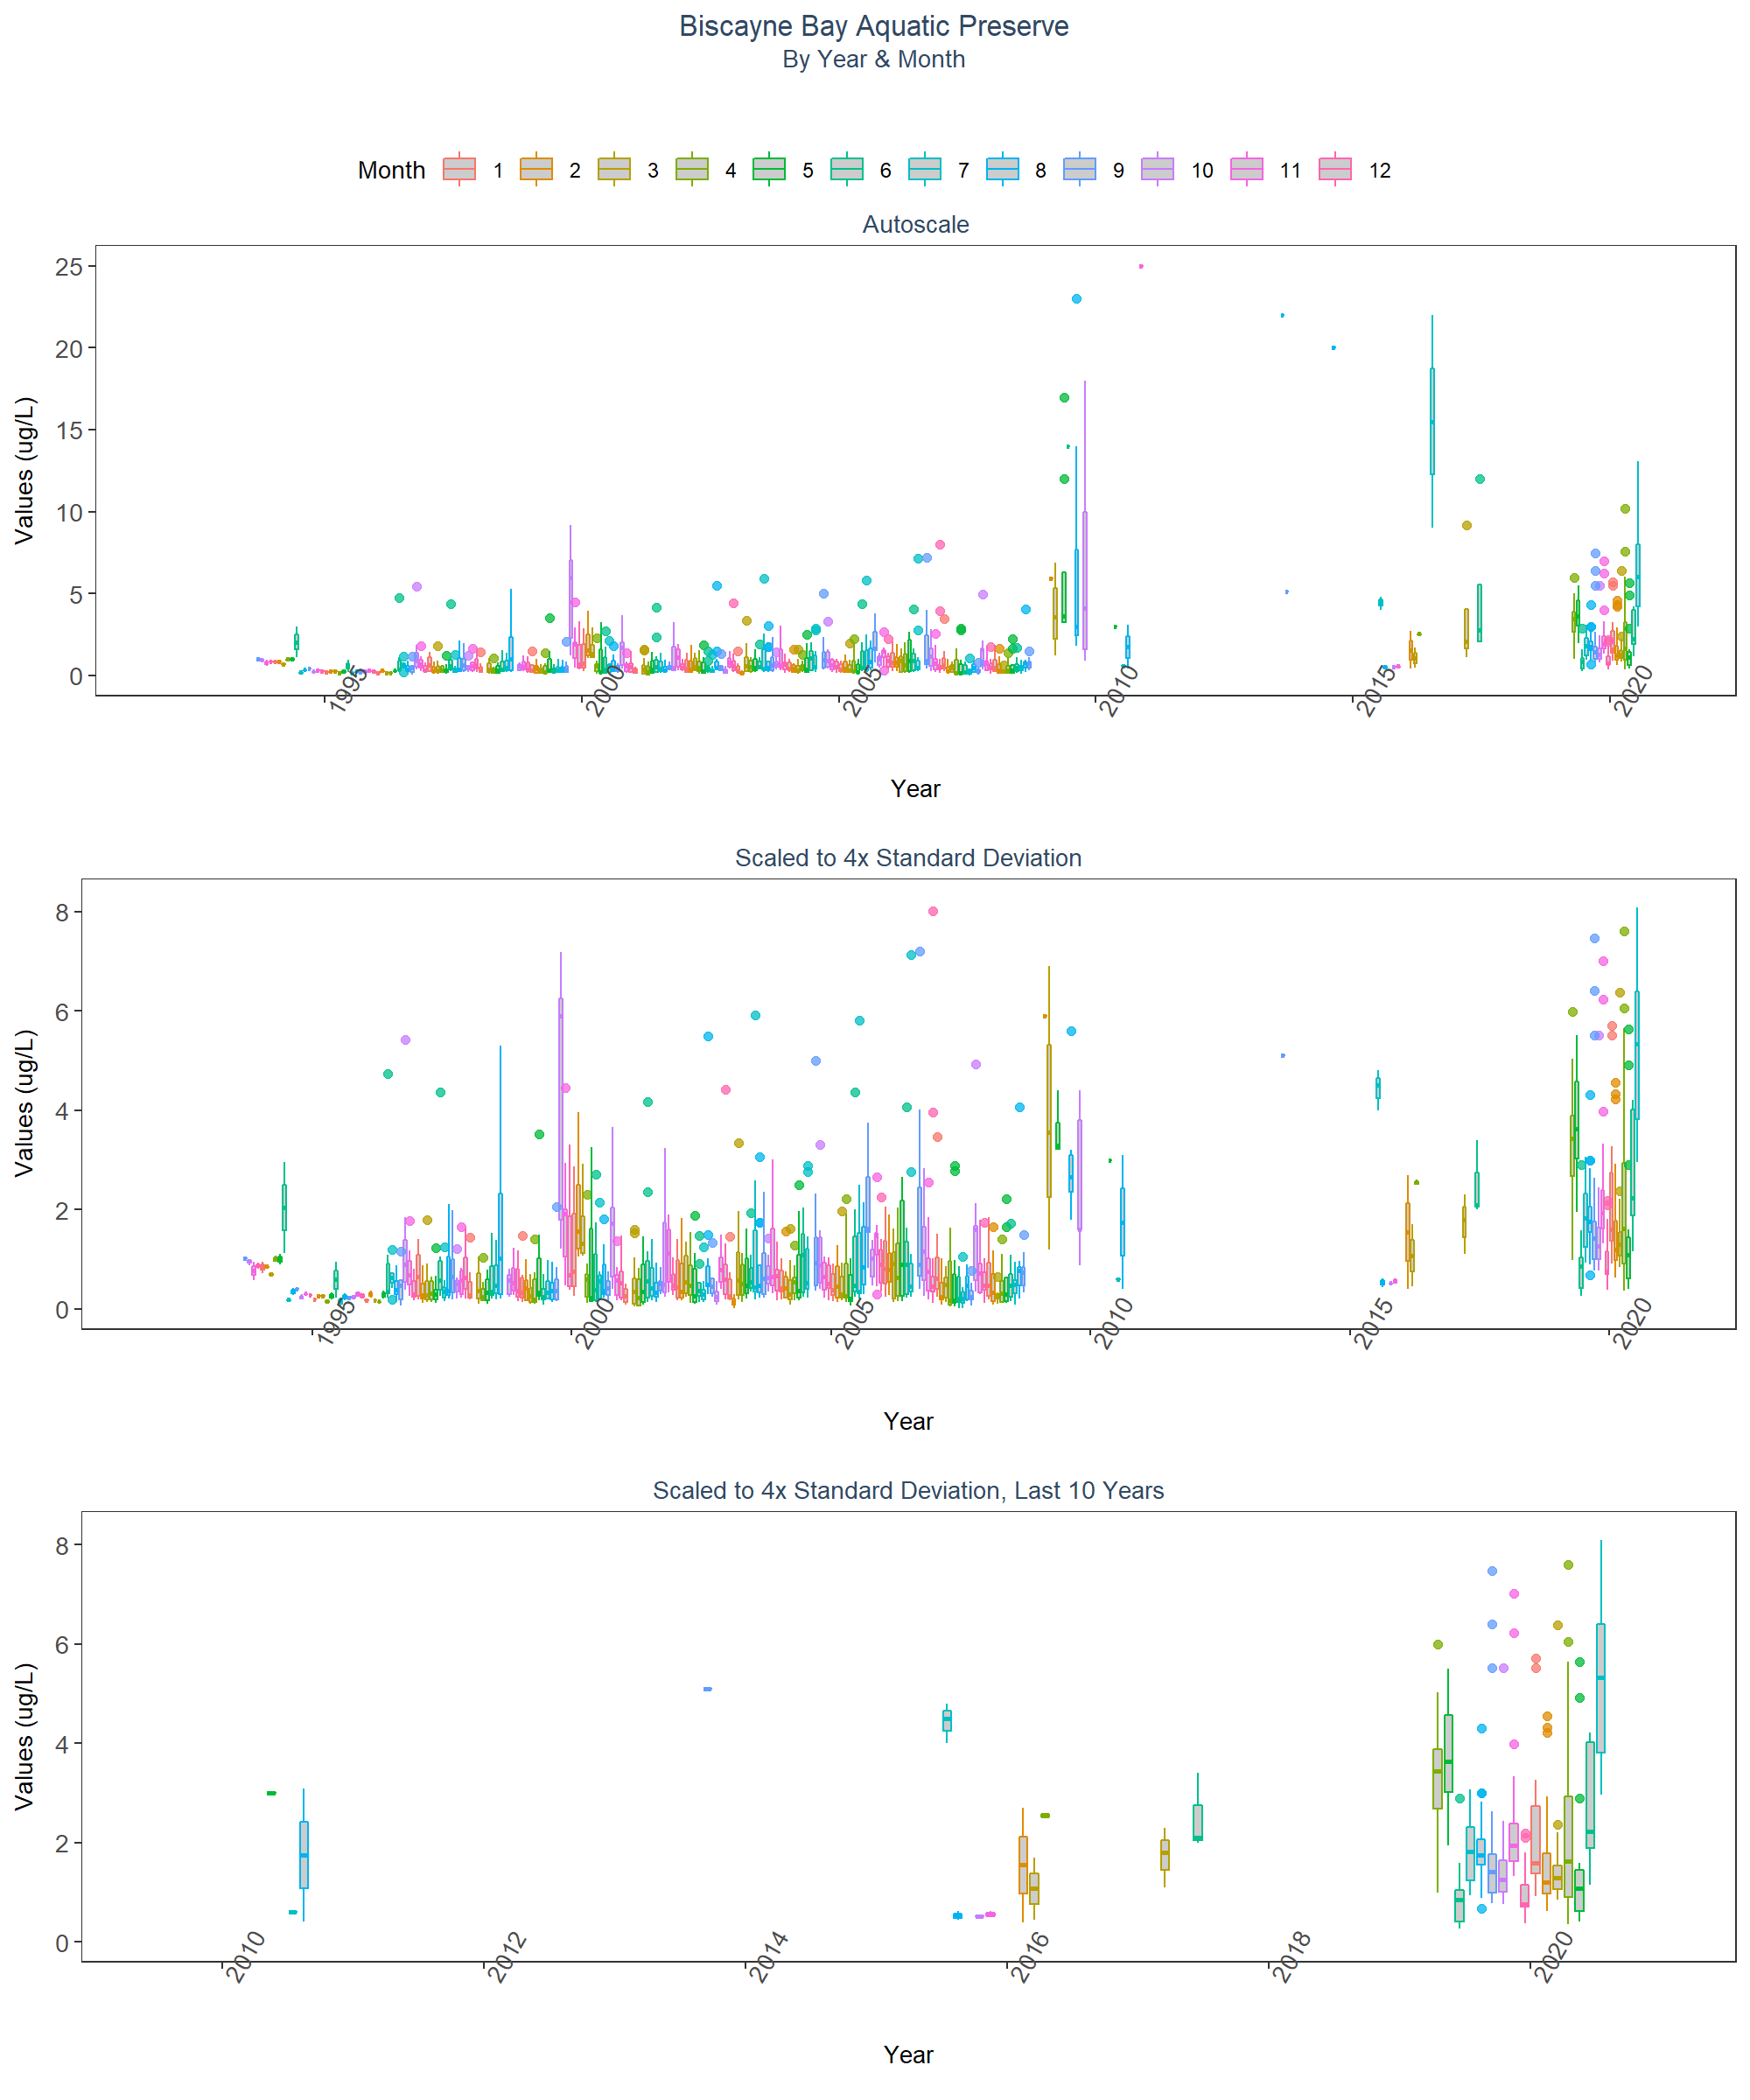 Biscayne Bay Aquatic Preserve
By Year & Month
Month 1 2 3 4 5 6 7 8 9 10 11 12
Autoscale
Values (ug/L)
25
20
15
10
5
0
1995 2000 2005 2010 2015 2020
Year
Scaled to 4x Standard Deviation
Values (ug/L)
8
6
4
2
0
1995 2000 2005 2010 2015 2020
Year
Scaled to 4x Standard Deviation, Last 10 Years
Values (ug/L)
8
6
4
2
0
2010 2012 2014 2016 2018 2020
Year